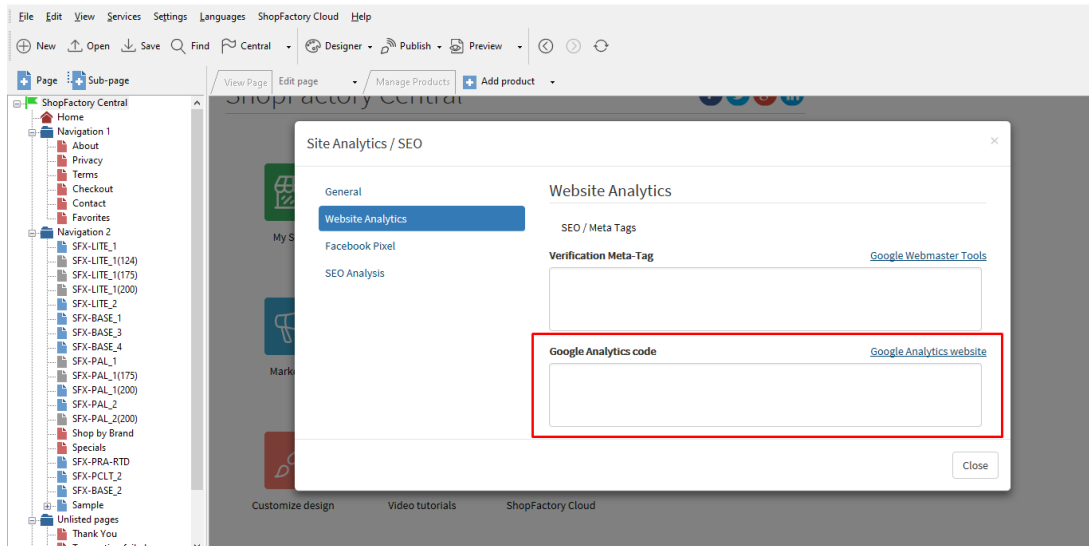 File Edit View Services Settings Languages ShopFactory Cloud Help
New Open Save Find Central Designer Publish Preview
Page Sub-page View Page Edit page Manage Products Add product
ShopFactory Central
Home
Navigation 1
About
Privacy
Terms
Checkout
Contact
Favorites
Navigation 2
SFX-LITE_1
SFX-LITE_1(124)
SFX-LITE_1(175)
SFX-LITE_1(200)
SFX-LITE_2
SFX-BASE_1
SFX-BASE_3
SFX-BASE_4
SFX-PAL_1
SFX-PAL_1(175)
SFX-PAL_1(200)
SFX-PAL_2
SFX-PAL_2(200)
Shop by Brand
Specials
SFX-PRA-RTD
SFX-PCLT_2
SFX-BASE_2
Sample
Unlisted pages
Thank You
ShopFactory Central
My S
Marke
Customize design Video tutorials ShopFactory Cloud
Site Analytics / SEO ×
General
Website Analytics
Facebook Pixel
SEO Analysis
Website Analytics
SEO / Meta Tags
Verification Meta-Tag Google Webmaster Tools
Google Analytics code Google Analytics website
Close